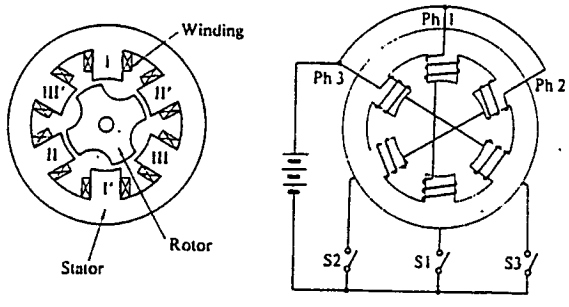 Winding
I
III'
II'
II
III
I'
Rotor
Stator
Ph 1
Ph 3
Ph 2
S2
S1
S3